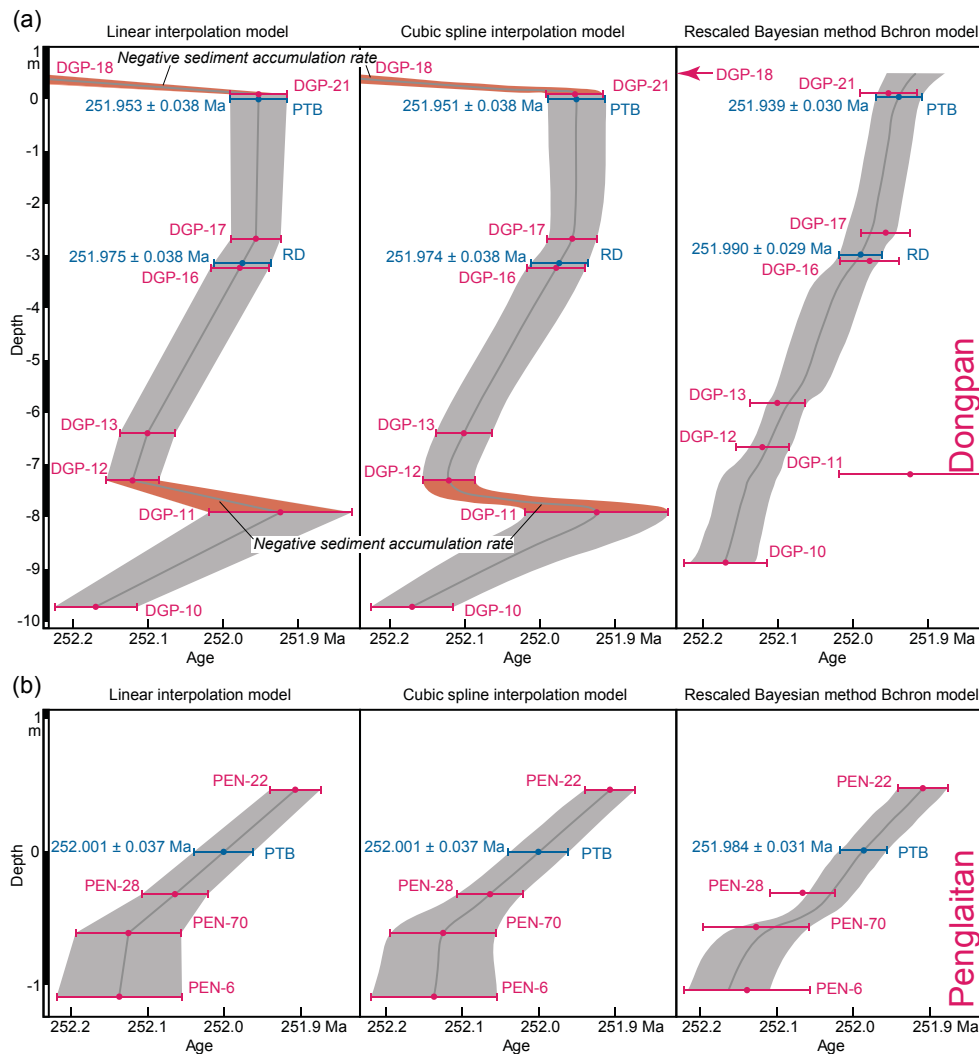 (a)
Linear interpolation model
Cubic spline interpolation model
Rescaled Bayesian method Bchron model
1
m
0
-1
-2
-3
-4
-5
-6
-7
-8
-9
-10
Depth
Negative sediment accumulation rate
DGP-18
DGP-21
251.953 ± 0.038 Ma
PTB
DGP-17
251.975 ± 0.038 Ma
RD
DGP-16
DGP-13
DGP-12
DGP-11
Negative sediment accumulation rate
DGP-10
252.2
252.1
252.0
251.9 Ma
Age
Negative sediment accumulation rate
DGP-18
DGP-21
251.951 ± 0.038 Ma
PTB
DGP-17
251.974 ± 0.038 Ma
RD
DGP-16
DGP-13
DGP-12
DGP-11
DGP-10
252.2
252.1
252.0
251.9 Ma
Age
DGP-18
DGP-21
251.939 ± 0.030 Ma
PTB
DGP-17
251.990 ± 0.029 Ma
RD
DGP-16
DGP-13
DGP-12
DGP-11
DGP-10
Dongpan
252.2
252.1
252.0
251.9 Ma
Age
(b)
Linear interpolation model
Cubic spline interpolation model
Rescaled Bayesian method Bchron model
1
m
0
-1
Depth
PEN-22
252.001 ± 0.037 Ma
PTB
PEN-28
PEN-70
PEN-6
252.2
252.1
252.0
251.9 Ma
Age
PEN-22
252.001 ± 0.037 Ma
PTB
PEN-28
PEN-70
PEN-6
252.2
252.1
252.0
251.9 Ma
Age
PEN-22
251.984 ± 0.031 Ma
PTB
PEN-28
PEN-70
PEN-6
Penglaitan
252.2
252.1
252.0
251.9 Ma
Age